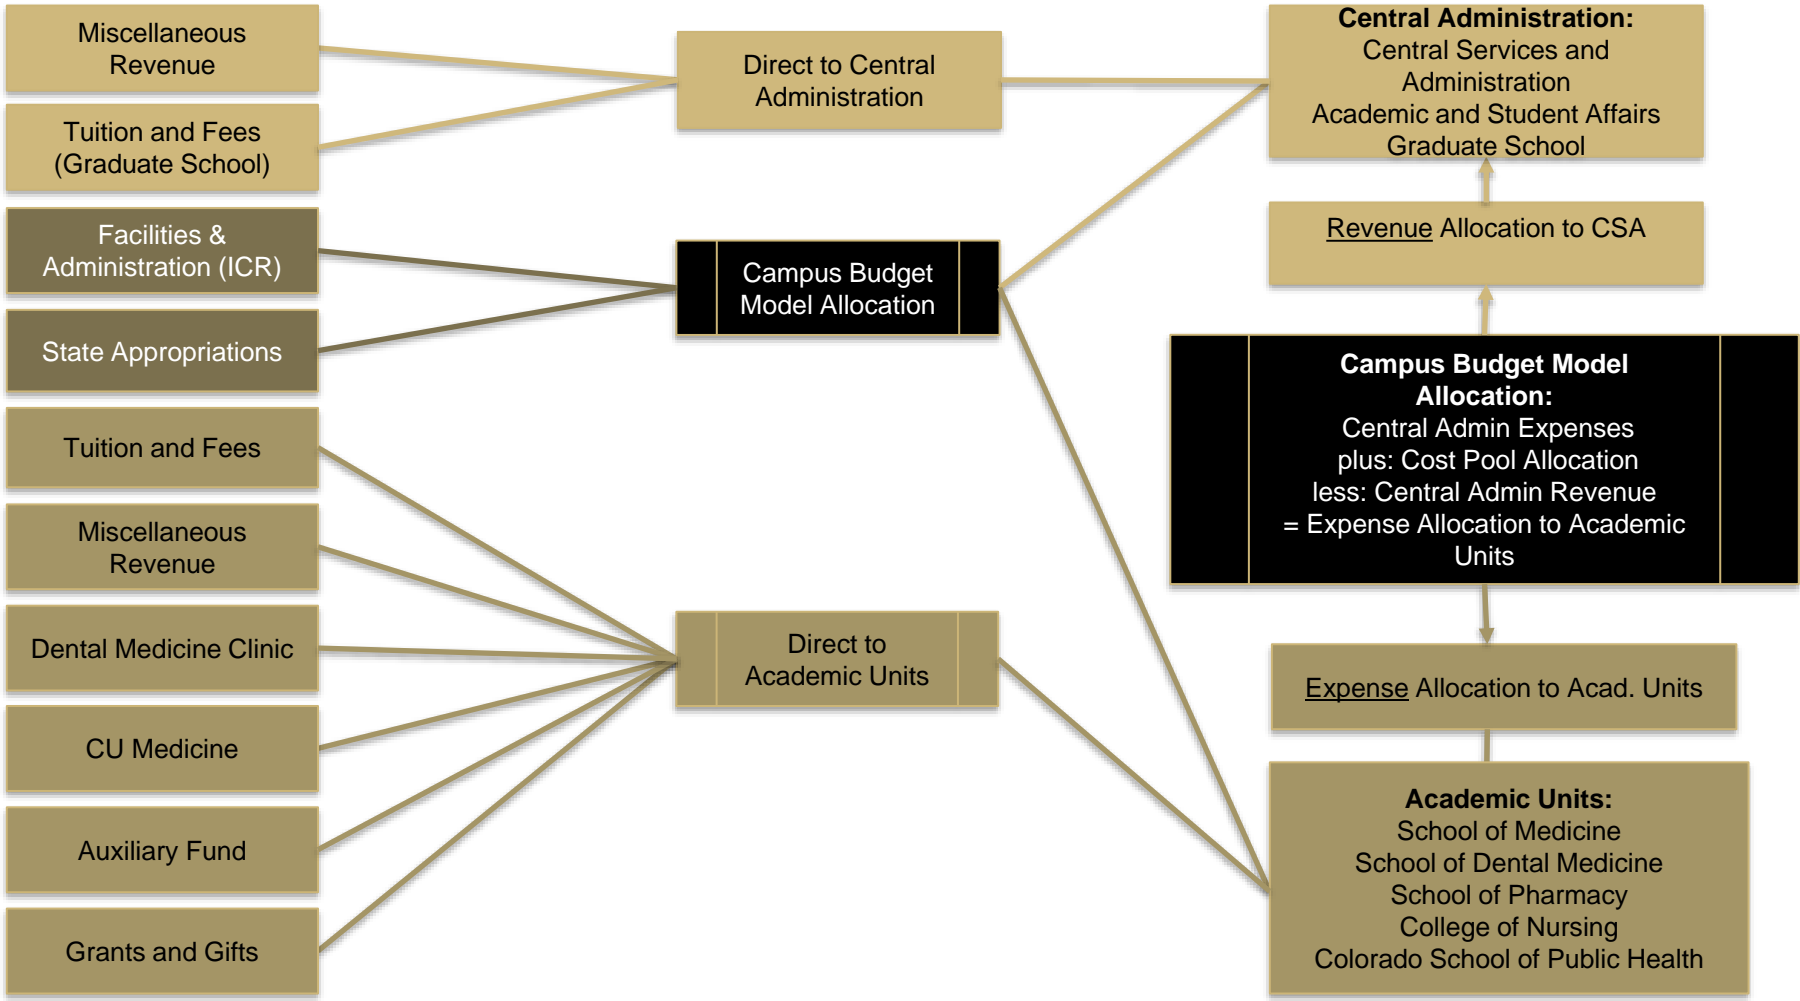 Miscellaneous
Revenue
Tuition and Fees
(Graduate School)
Facilities &
Administration (ICR)
State Appropriations
Tuition and Fees
Miscellaneous
Revenue
Dental Medicine Clinic
CU Medicine
Auxiliary Fund
Grants and Gifts
Direct to Central
Administration
Campus Budget
Model Allocation
Direct to
Academic Units
Central Administration:
Central Services and
Administration
Academic and Student Affairs
Graduate School
Revenue Allocation to CSA
Campus Budget Model
Allocation:
Central Admin Expenses
plus: Cost Pool Allocation
less: Central Admin Revenue
= Expense Allocation to Academic
Units
Expense Allocation to Acad. Units
Academic Units:
School of Medicine
School of Dental Medicine
School of Pharmacy
College of Nursing
Colorado School of Public Health